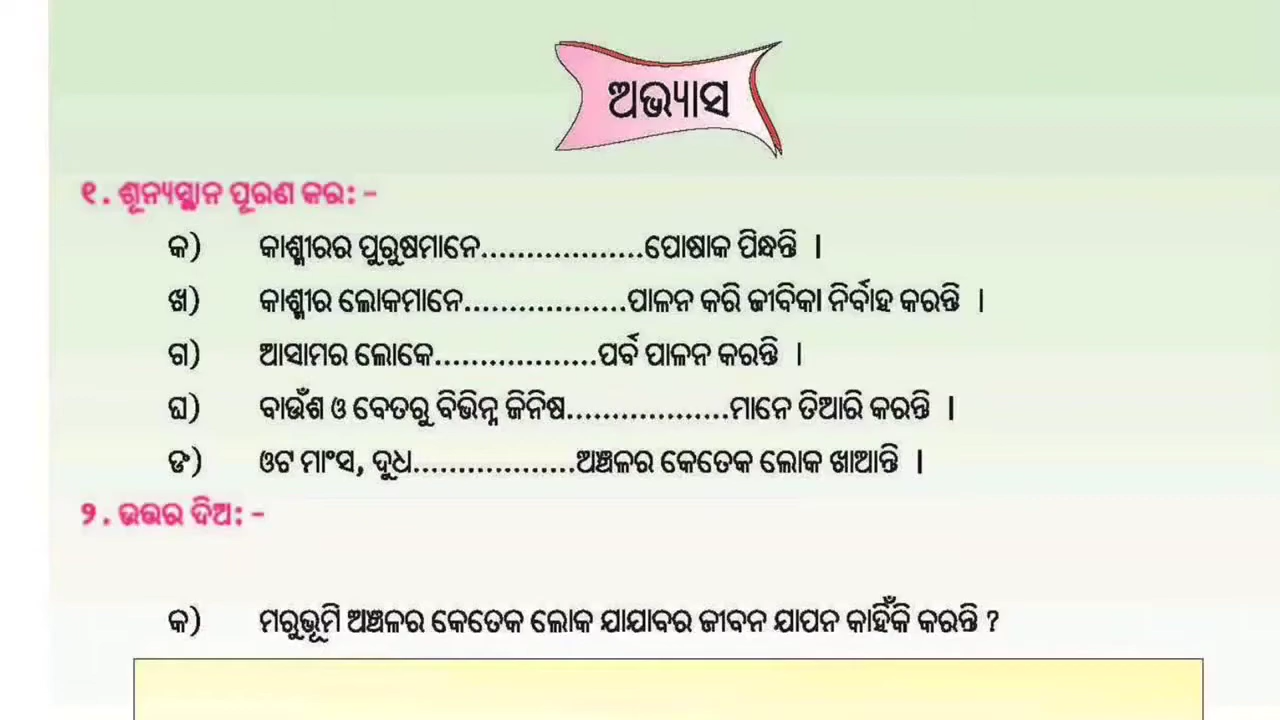 ଅଭ୍ୟାସ
୧. ଶୂନ୍ୟସ୍ଥାନ ପୂରଣ କର: -
କ) କାଶ୍ମୀରର ପୁରୁଷମାନେ..................ପୋଷାକ ପିନ୍ଧନ୍ତି ।
ଖ) କାଶ୍ମୀର ଲୋକମାନେ..................ପାଳନ କରି ଜୀବିକା ନିର୍ବାହ କରନ୍ତି ।
ଗ) ଆସାମର ଲୋକେ..................ପର୍ବ ପାଳନ କରନ୍ତି ।
ଘ) ବାଉଁଶ ଓ ବେତରୁ ବିଭିନ୍ନ ଜିନିଷ..................ମାନେ ତିଆରି କରନ୍ତି ।
ଙ) ଓଟ ମାଂସ, ଦୁଧ..................ଅଞ୍ଚଳର କେତେକ ଲୋକ ଖାଆନ୍ତି ।
୨. ଉତ୍ତର ଦିଅ: -
କ) ମରୁଭୂମି ଅଞ୍ଚଳର କେତେକ ଲୋକ ଯାଯାବର ଜୀବନ ଯାପନ କାହିଁକି କରନ୍ତି ?